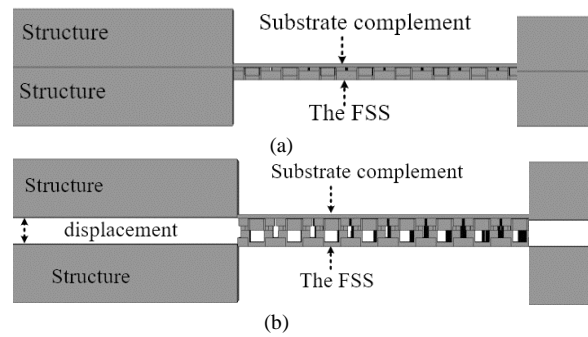 Structure
Substrate complement
Structure
The FSS
(a)
Structure
Substrate complement
displacement
Structure
The FSS
(b)